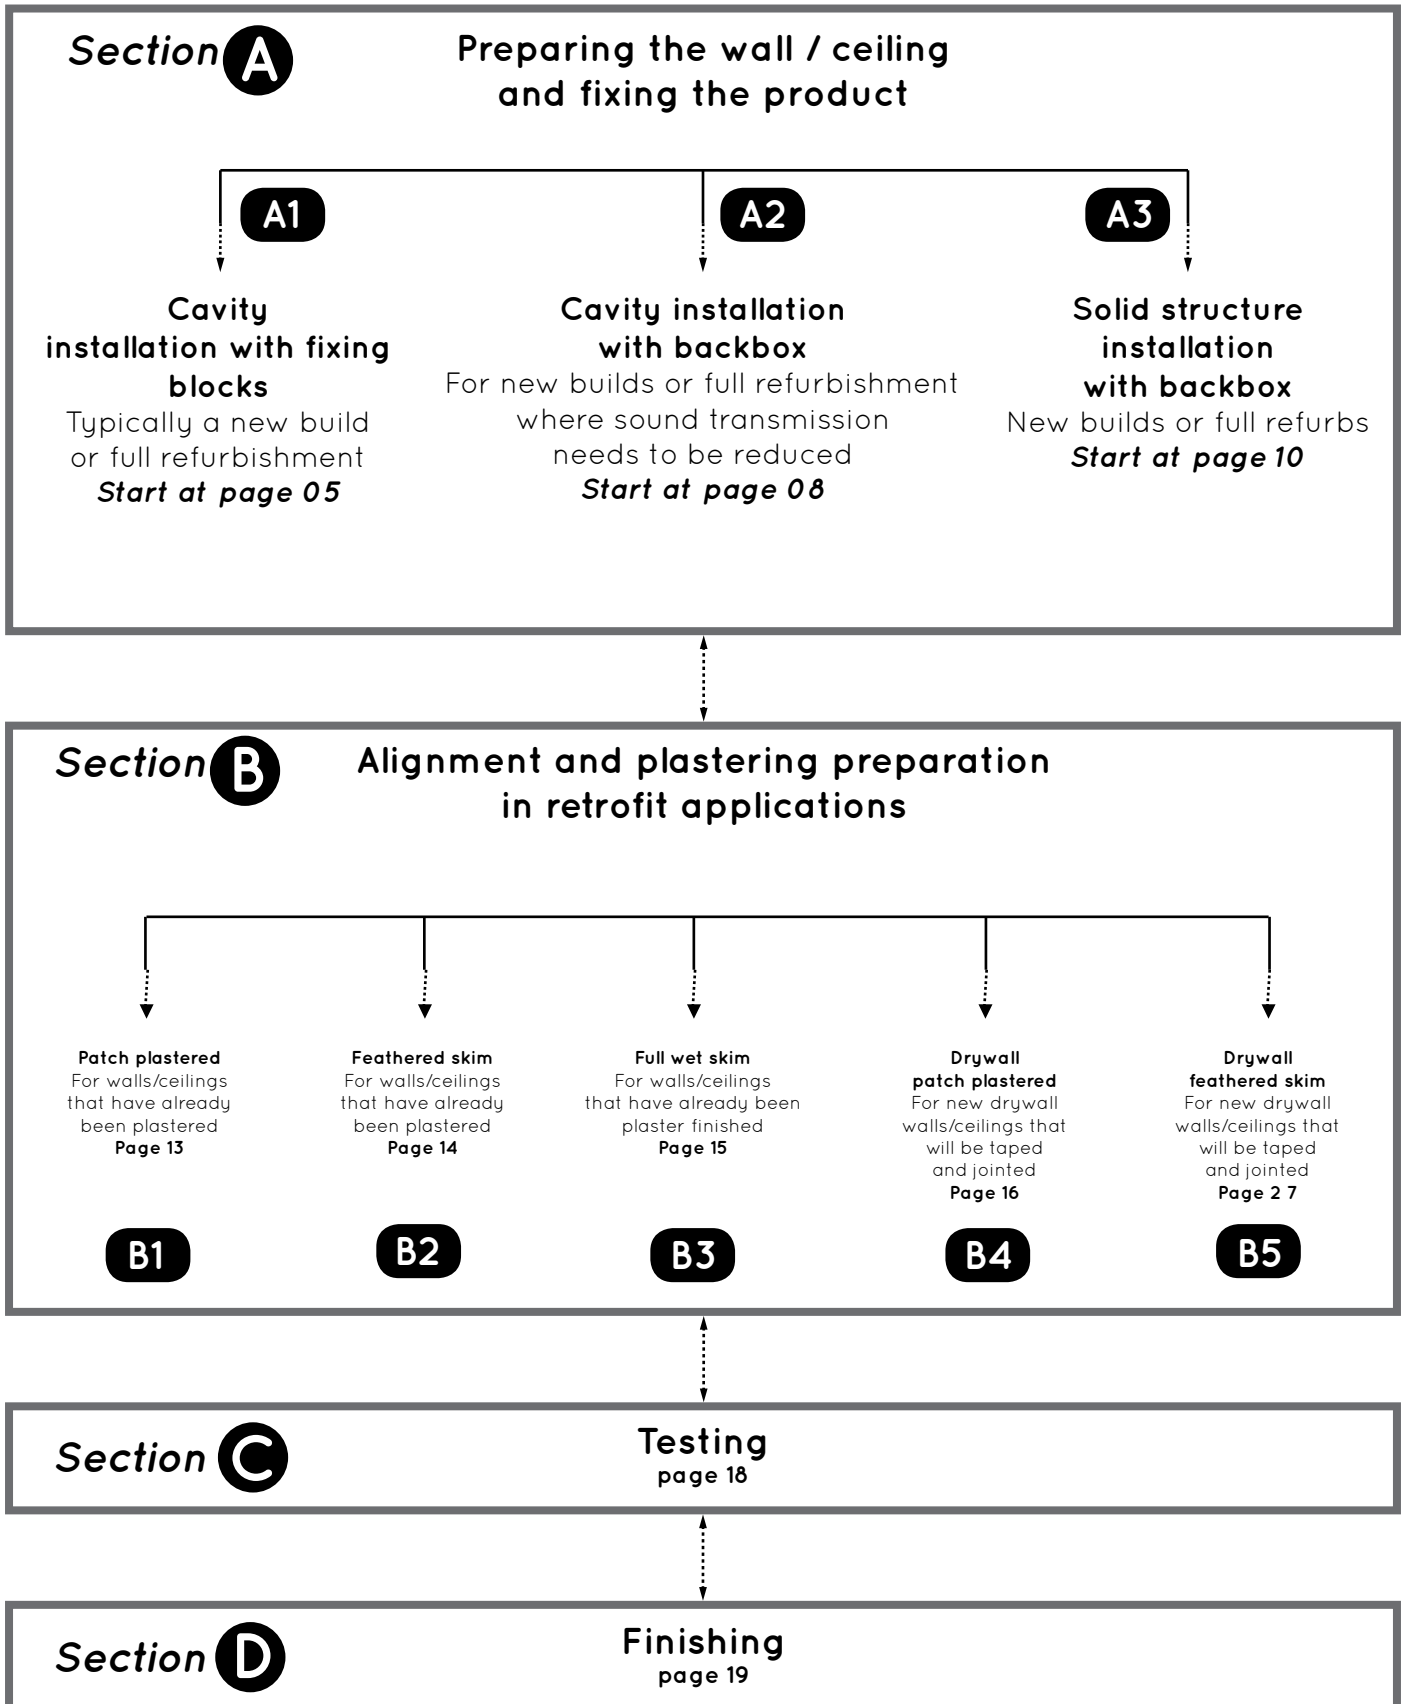 Section A
Preparing the wall / ceiling
and fixing the product
A1
Cavity
installation with fixing
blocks
Typically a new build
or full refurbishment
Start at page 05
A2
Cavity installation
with backbox
For new builds or full refurbishment
where sound transmission
needs to be reduced
Start at page 08
A3
Solid structure
installation
with backbox
New builds or full refurbs
Start at page 10
Section B
Alignment and plastering preparation
in retrofit applications
Patch plastered
For walls/ceilings
that have already
been plastered
Page 13
B1
Feathered skim
For walls/ceilings
that have already
been plastered
Page 14
B2
Full wet skim
For walls/ceilings
that have already been
plaster finished
Page 15
B3
Drywall
patch plastered
For new drywall
walls/ceilings that
will be taped
and jointed
Page 16
B4
Drywall
feathered skim
For new drywall
walls/ceilings that
will be taped
and jointed
Page 2 7
B5
Section C
Testing
page 18
Section D
Finishing
page 19